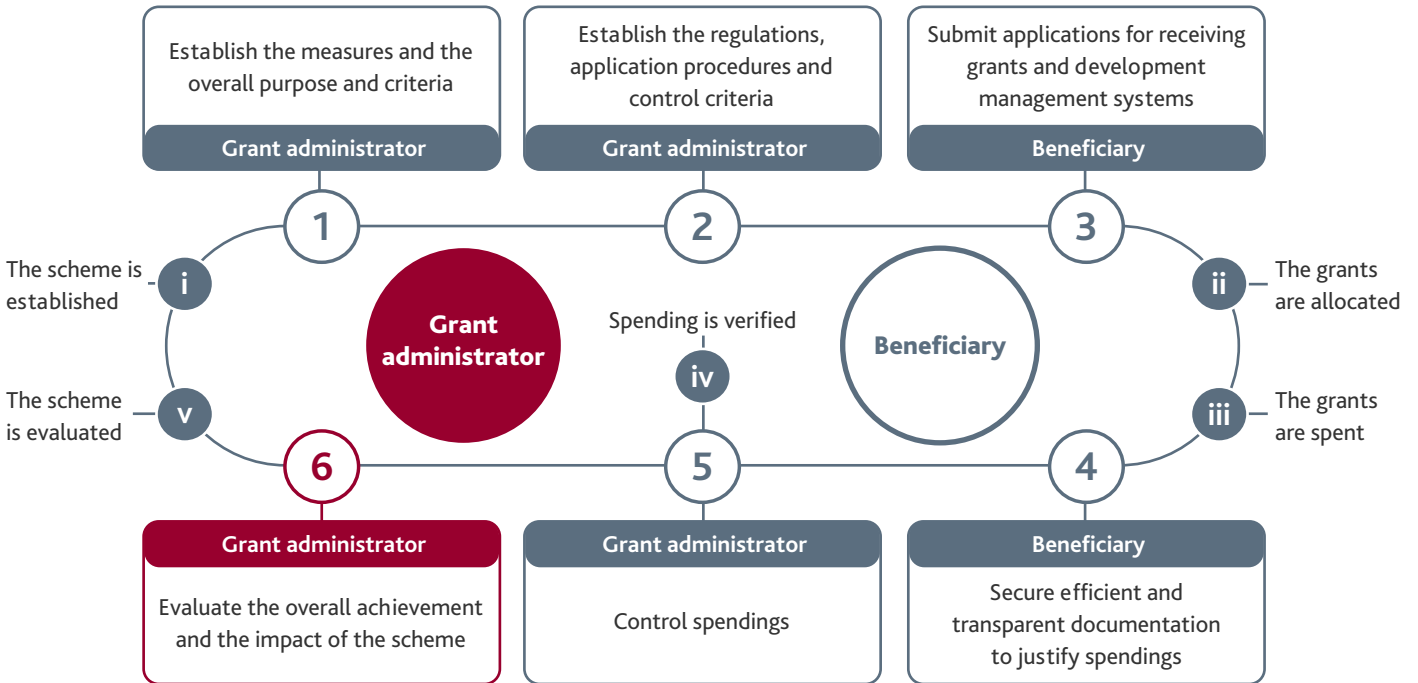 Establish the measures and the
overall purpose and criteria
Grant administrator
Establish the regulations,
application procedures and
control criteria
Grant administrator
Submit applications for receiving
grants and development
management systems
Beneficiary
1
2
3
The scheme is
established
i
Grant
administrator
Spending is verified
iv
Beneficiary
ii
The grants
are allocated
The scheme
is evaluated
v
iii
The grants
are spent
6
5
4
Grant administrator
Evaluate the overall achievement
and the impact of the scheme
Grant administrator
Control spendings
Beneficiary
Secure efficient and
transparent documentation
to justify spendings